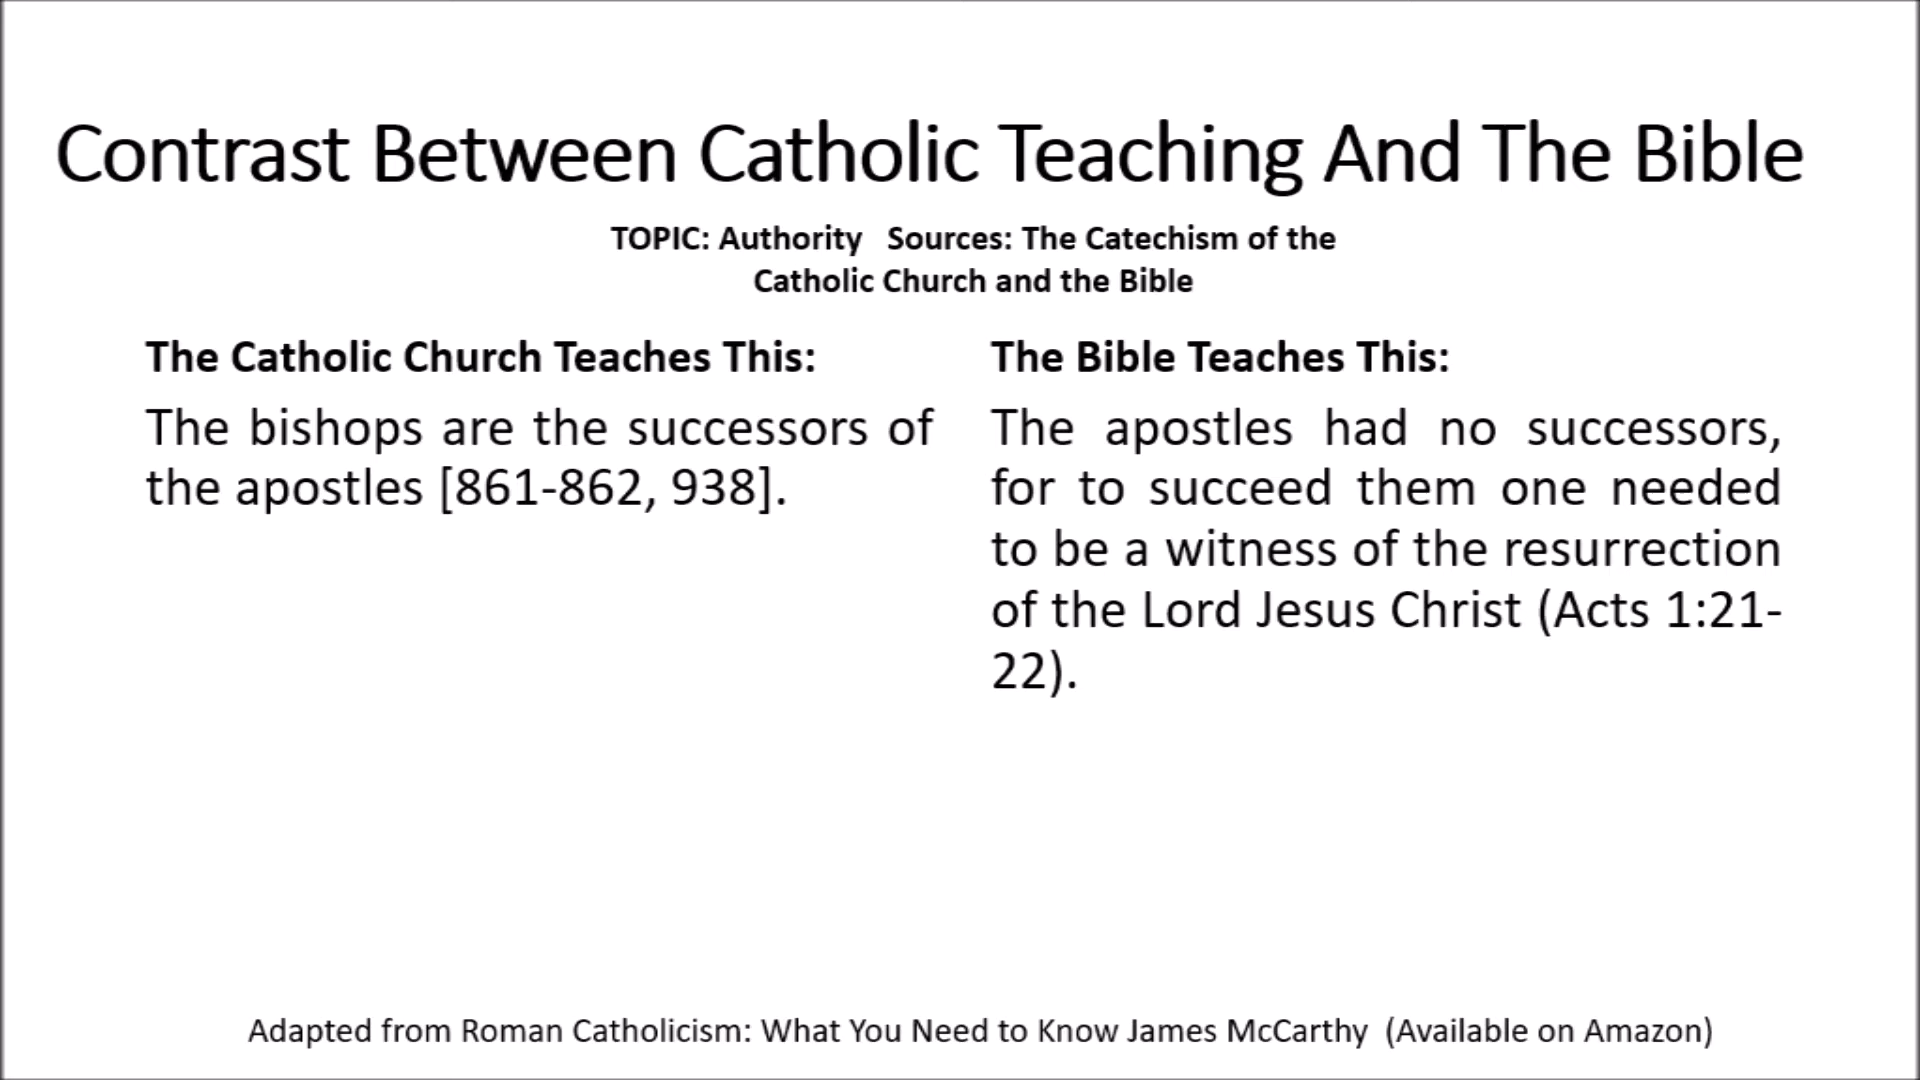 Contrast Between Catholic Teaching And The Bible
TOPIC: Authority   Sources: The Catechism of the
Catholic Church and the Bible
The Catholic Church Teaches This:
The bishops are the successors of
the apostles [861-862, 938].
The Bible Teaches This:
The apostles had no successors,
for to succeed them one needed
to be a witness of the resurrection
of the Lord Jesus Christ (Acts 1:21-
22).
Adapted from Roman Catholicism: What You Need to Know James McCarthy  (Available on Amazon)